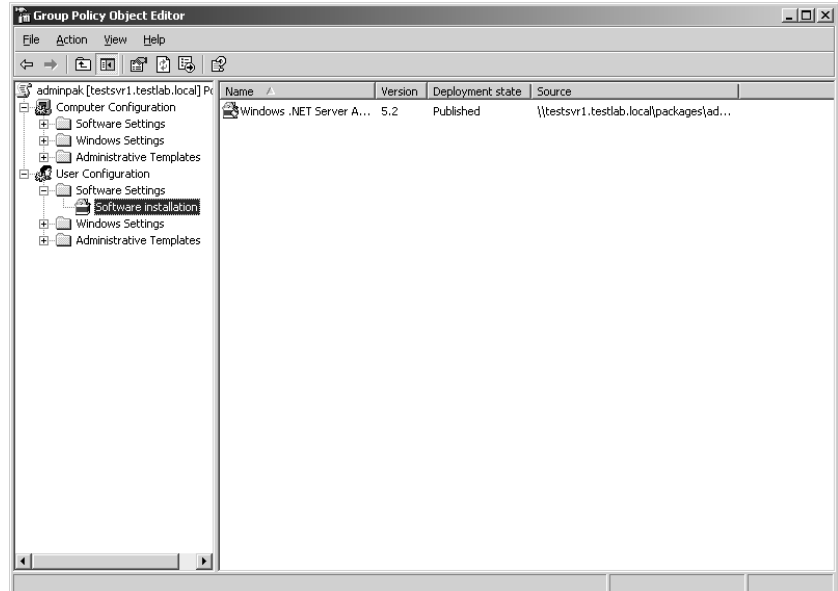 Group Policy Object Editor
File Action View Help
adminpak [testsvr1.testlab.local] Po
Computer Configuration
Software Settings
Windows Settings
Administrative Templates
User Configuration
Software Settings
Software installation
Windows Settings
Administrative Templates
Name Version Deployment state Source
Windows .NET Server A... 5.2 Published \\testsvr1.testlab.local\packages\ad...